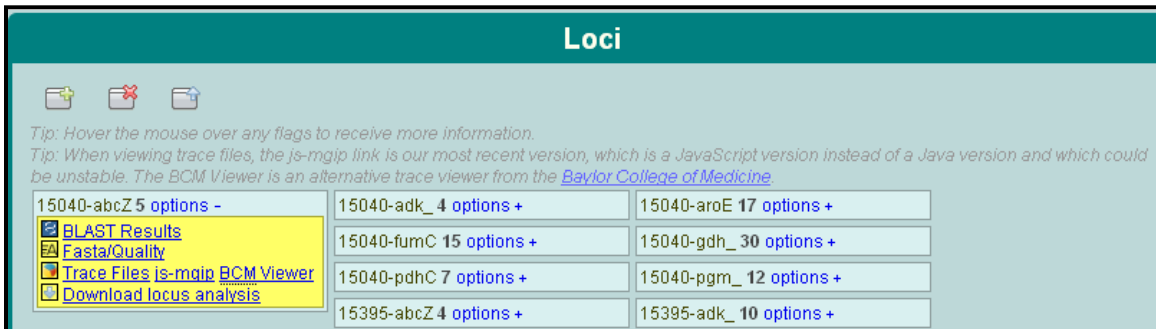 Loci
Tip: Hover the mouse over any flags to receive more information.
Tip: When viewing trace files, the js-mgip link is our most recent version, which is a JavaScript version instead of a Java version and which could
be unstable. The BCM Viewer is an alternative trace viewer from the Baylor College of Medicine.
15040-abcZ 5 options -
BLAST Results
FA Fasta/Quality
Trace Files js-mgip BCM Viewer
Download locus analysis
15040-adk_ 4 options +
15040-aroE 17 options +
15040-fumC 15 options +
15040-gdh_ 30 options +
15040-pdhC 7 options +
15040-pgm_ 12 options +
15395-abcZ 4 options +
15395-adk_ 10 options +